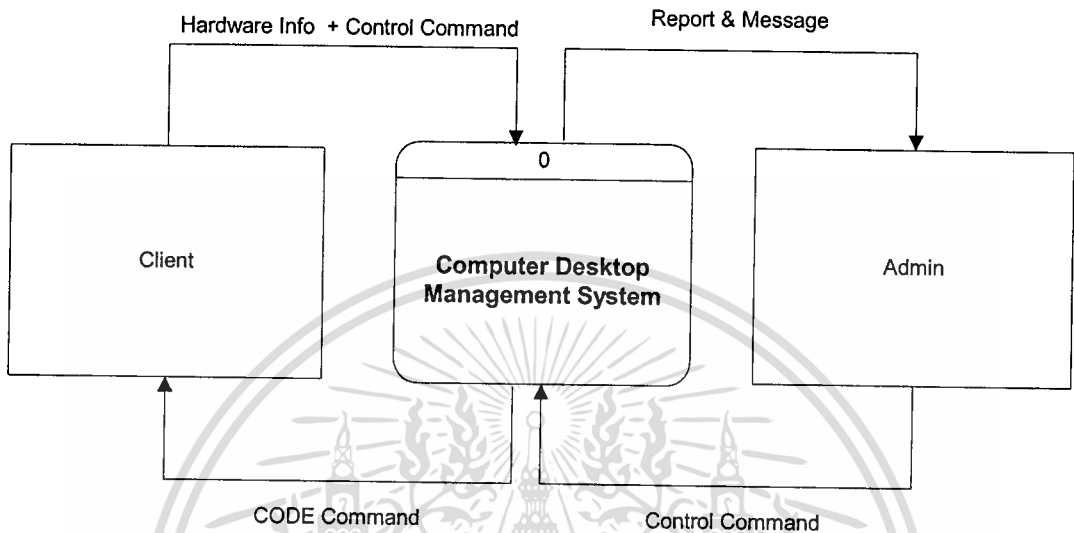 Hardware Info + Control Command
Report & Message
0
Client
Computer Desktop
Management System
Admin
CODE Command
Control Command